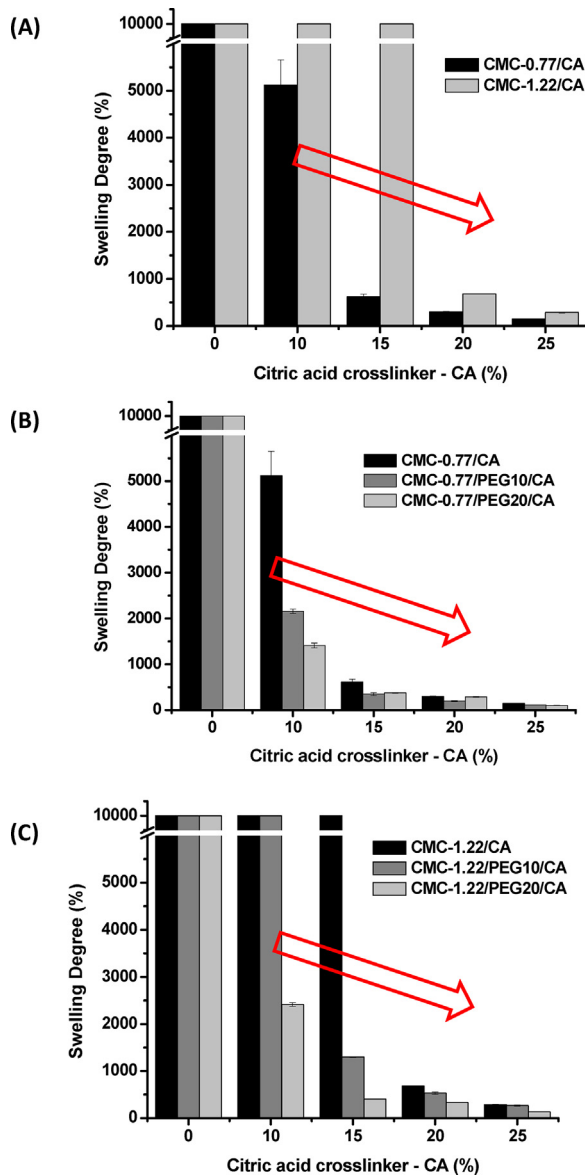 (A)
10000
5000
4000
3000
2000
1000
0
Swelling Degree (%)
CMC-0.77/CA
CMC-1.22/CA
0 10 15 20 25
Citric acid crosslinker - CA (%)
(B)
10000
5000
4000
3000
2000
1000
0
Swelling Degree (%)
CMC-0.77/CA
CMC-0.77/PEG10/CA
CMC-0.77/PEG20/CA
0 10 15 20 25
Citric acid crosslinker - CA (%)
(C)
10000
5000
4000
3000
2000
1000
0
Swelling Degree (%)
CMC-1.22/CA
CMC-1.22/PEG10/CA
CMC-1.22/PEG20/CA
0 10 15 20 25
Citric acid crosslinker - CA (%)